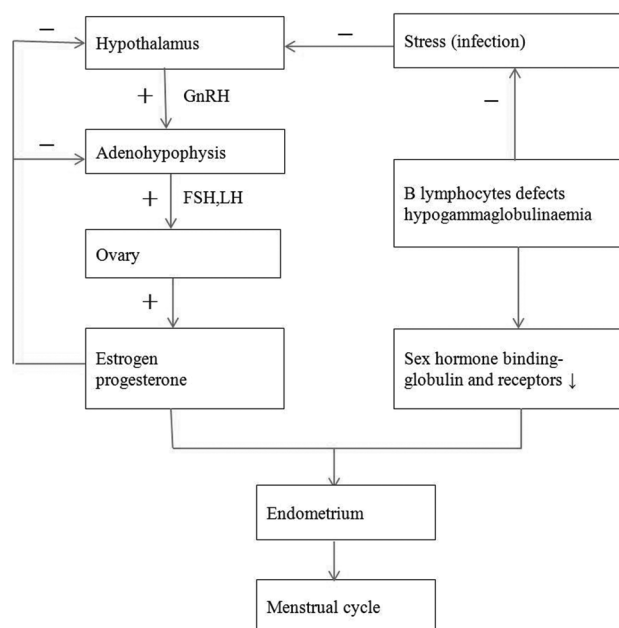 Hypothalamus
Stress (infection)
−
−
+ GnRH
−
Adenohypophysis
−
B lymphocytes defects
hypogammaglobulinaemia
+ FSH,LH
Ovary
+
Estrogen
progesterone
Sex hormone binding-
globulin and receptors ↓
Endometrium
Menstrual cycle